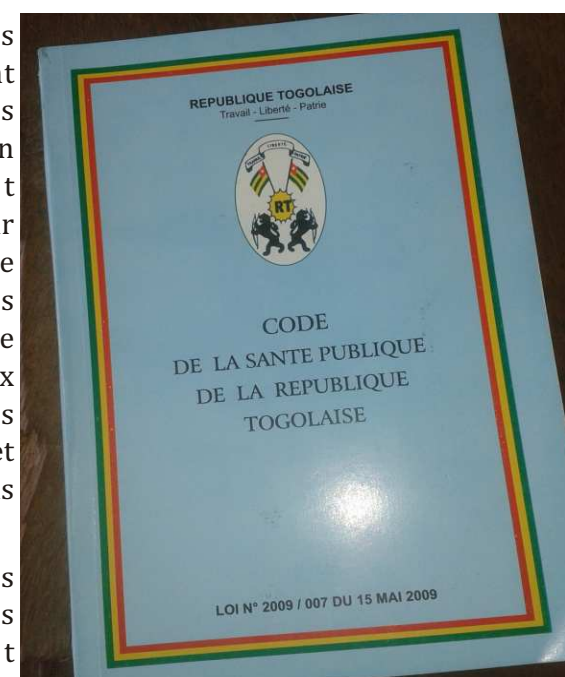 REPUBLIQUE TOGOLAISE
Travail - Liberté - Patrie
RT
CODE
DE LA SANTE PUBLIQUE
DE LA REPUBLIQUE
TOGOLAISE
LOI N° 2009 / 007 DU 15 MAI 2009